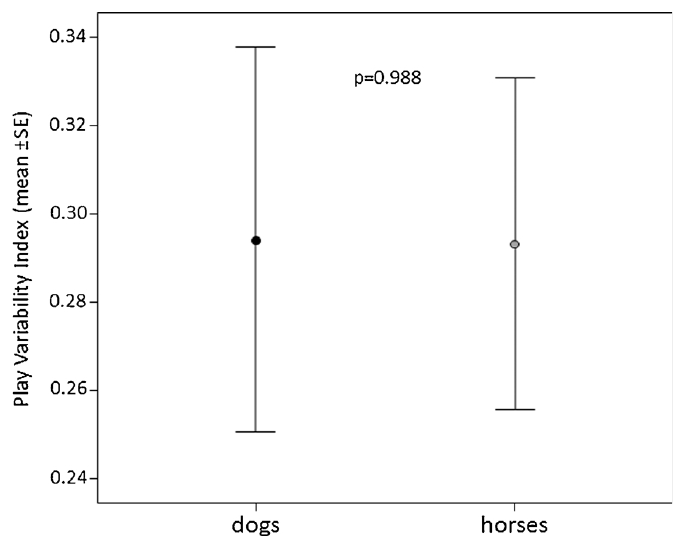 Play Variability Index (mean ±SE)
0.34
0.32
0.30
0.28
0.26
0.24
p=0.988
dogs
horses